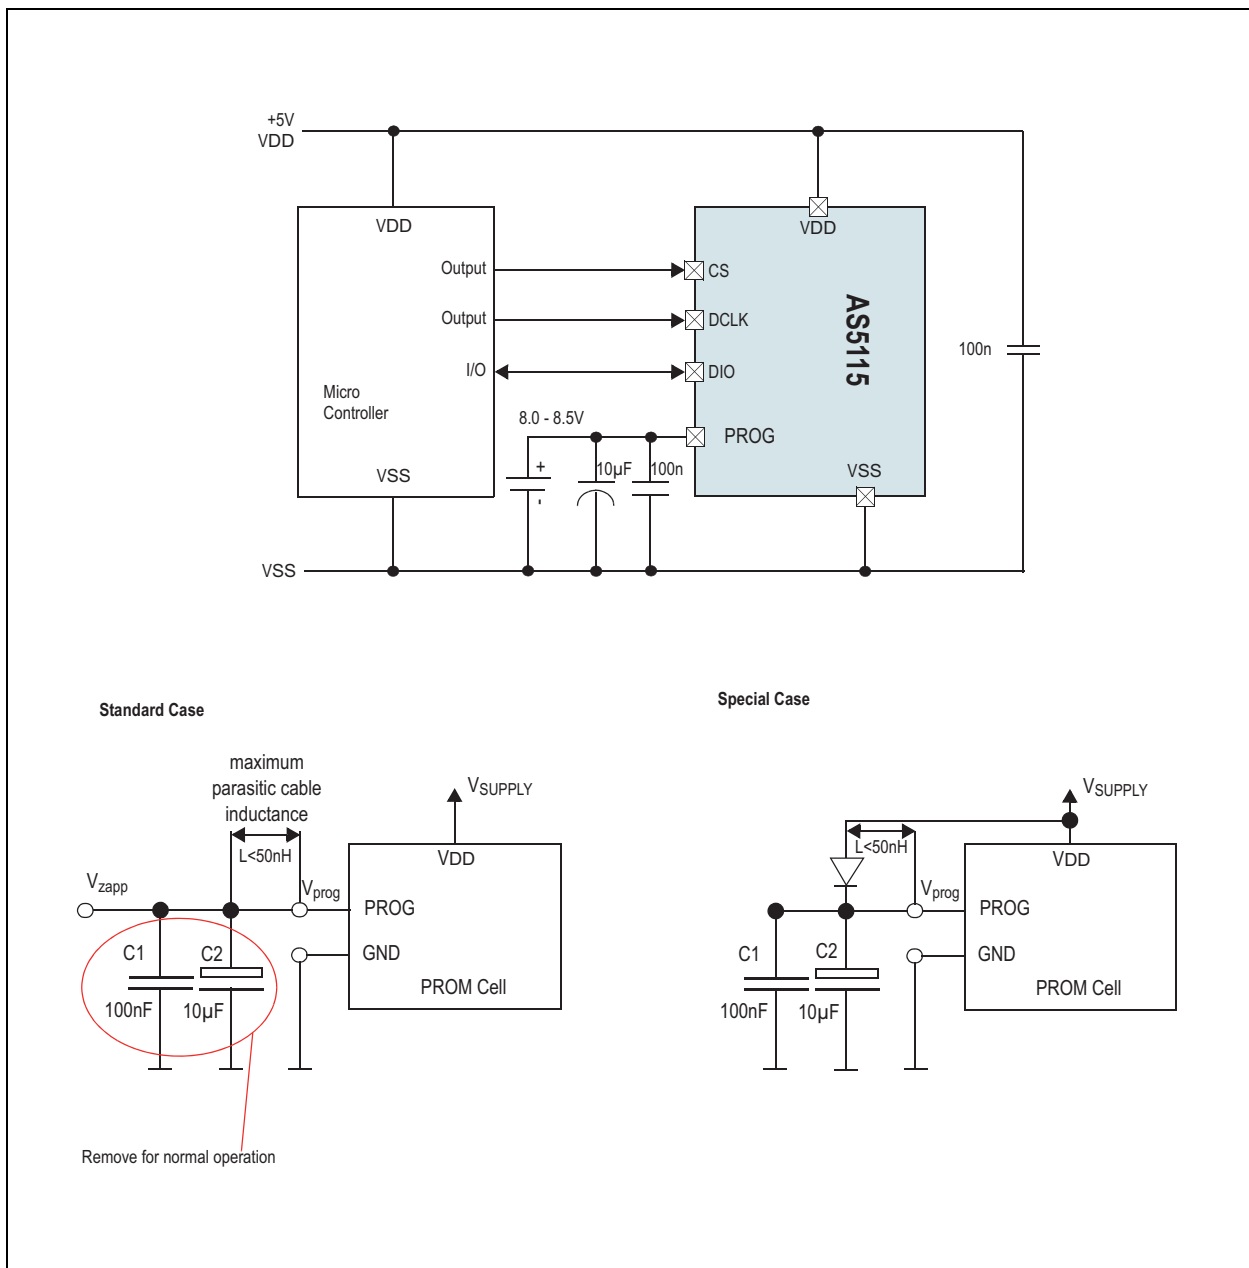 +5V
VDD
VDD
VDD
Output
CS
Output
DCLK
I/O
DIO
AS5115
100n
Micro
Controller
8.0 - 8.5V
PROG
+
10µF
100n
-
VSS
VSS
VSS
Standard Case
Special Case
maximum
parasitic cable
inductance
L<50nH
VSUPPLY
VDD
Vzapp
Vprog
PROG
C1
C2
GND
100nF
10µF
PROM Cell
Remove for normal operation
VSUPPLY
L<50nH
VDD
Vprog
PROG
C1
C2
GND
100nF
10µF
PROM Cell